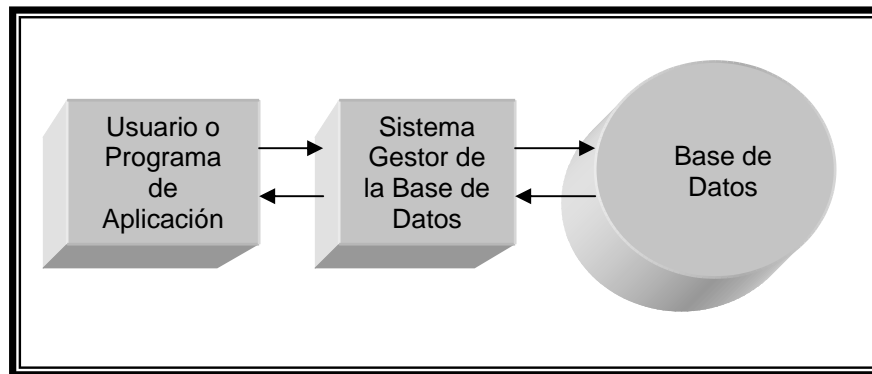 Usuario o
Programa
de
Aplicación
Sistema
Gestor de
la Base de
Datos
Base de
Datos